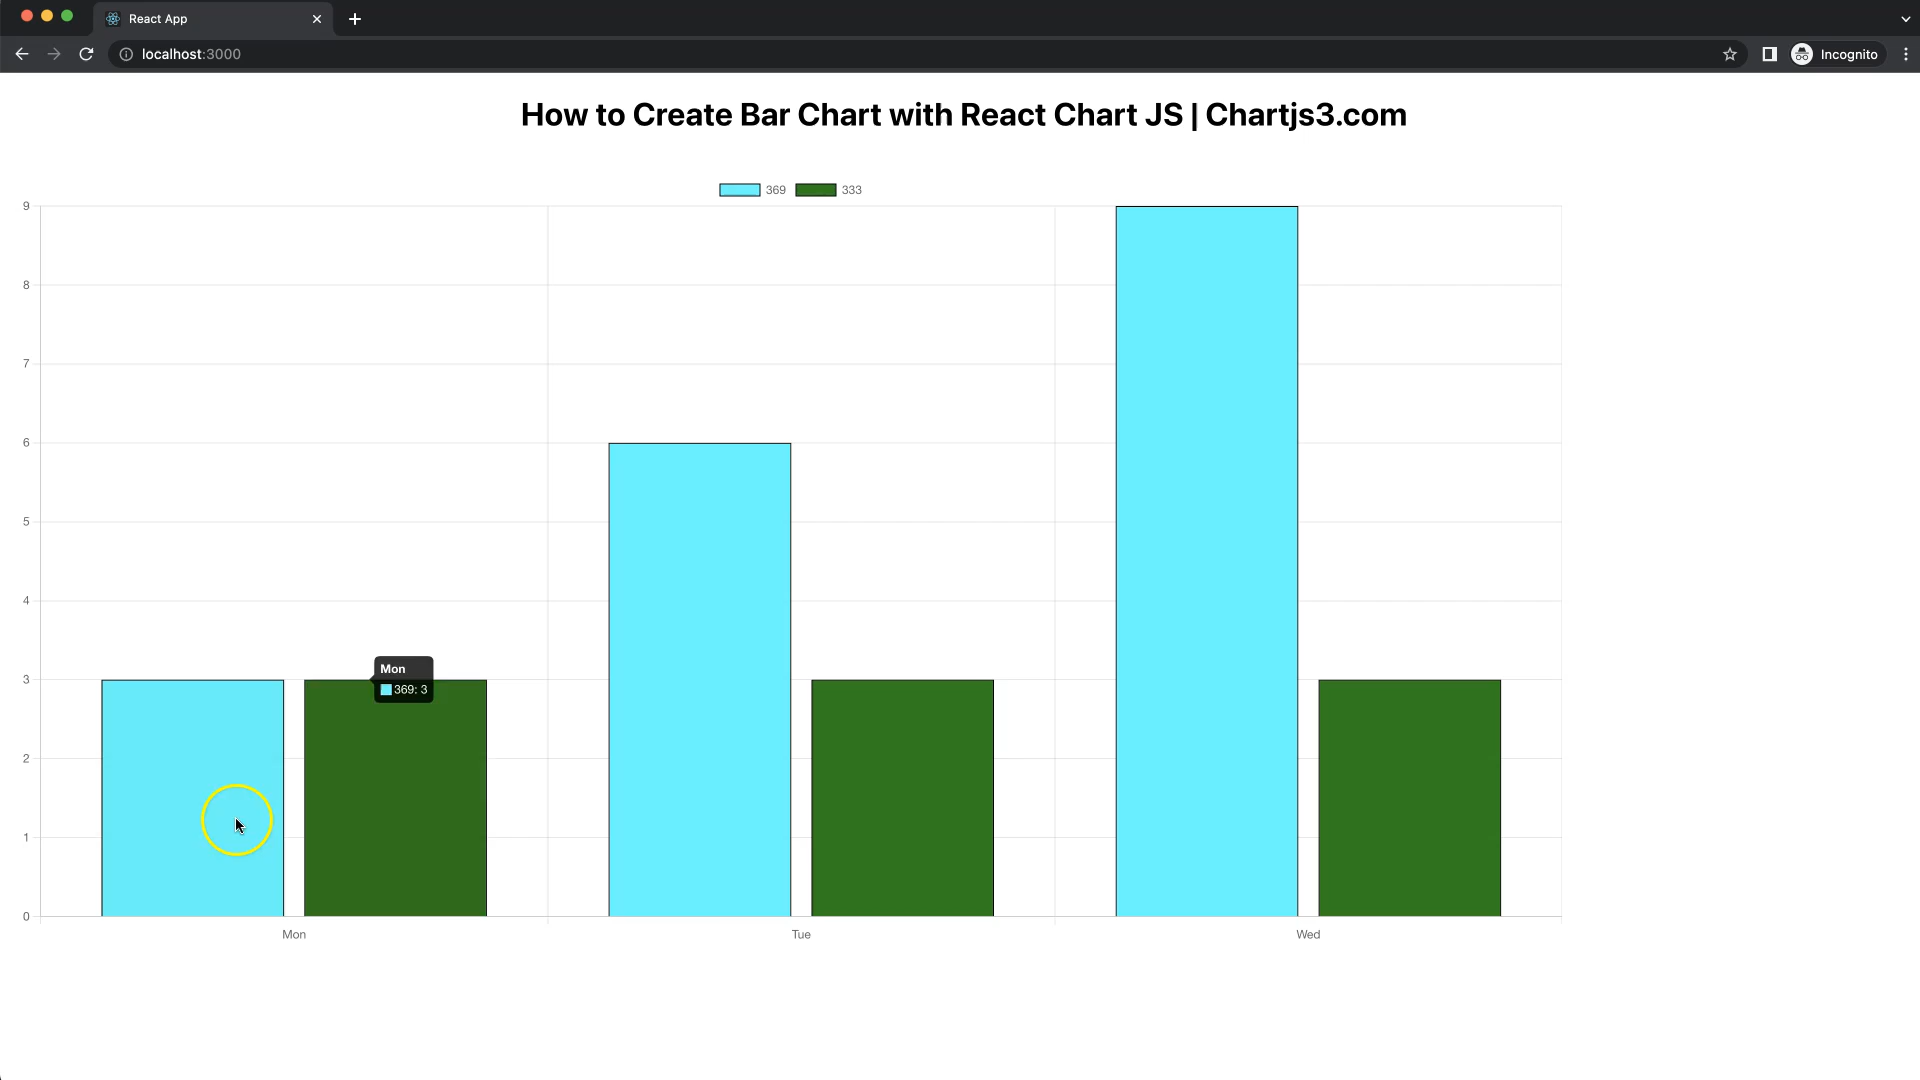 React App
localhost:3000
Incognito
How to Create Bar Chart with React Chart JS | Chartjs3.com
369 333
9
8
7
6
5
4
3
2
1
0
Mon
369: 3
Mon Tue Wed